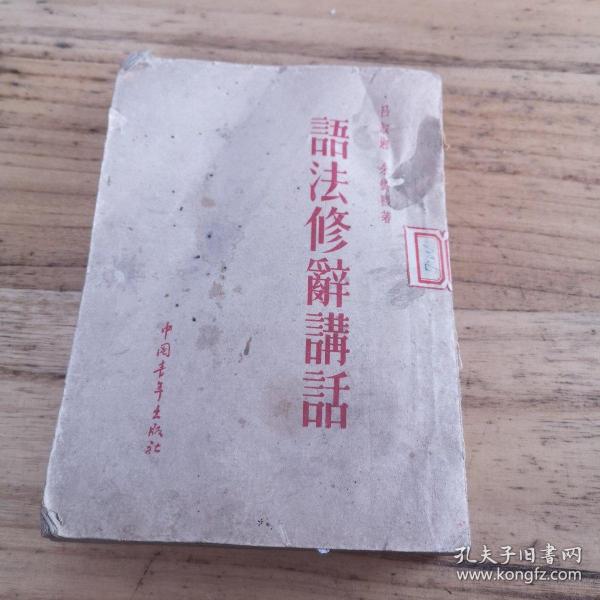 吕叔湘 朱德熙著
語法修辭講話
中国青年出版社
孔夫子旧书网
www.kongfz.com